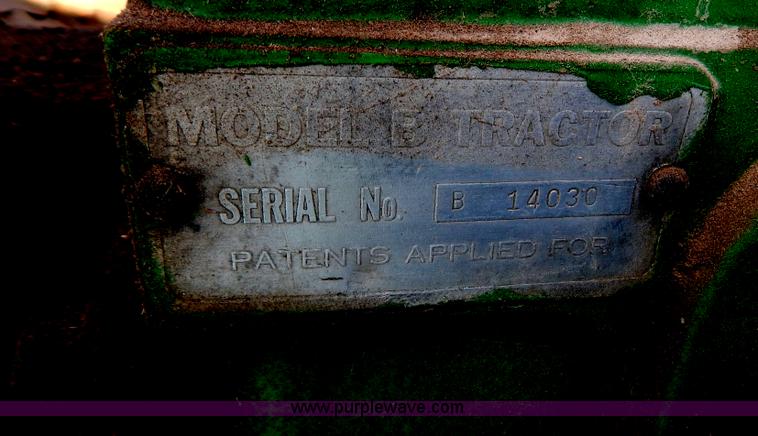 MODEL B TRACTOR
SERIAL No. B 14030
PATENTS APPLIED FOR
www.purplewave.com